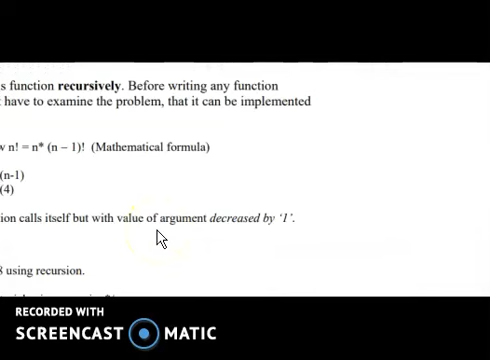 s function recursively. Before writing any function
have to examine the problem, that it can be implemented
n! = n* (n – 1)! (Mathematical formula)
(n-1)
(4)
ion calls itself but with value of argument decreased by ‘1’.
8 using recursion.
RECORDED WITH
SCREENCAST MATIC